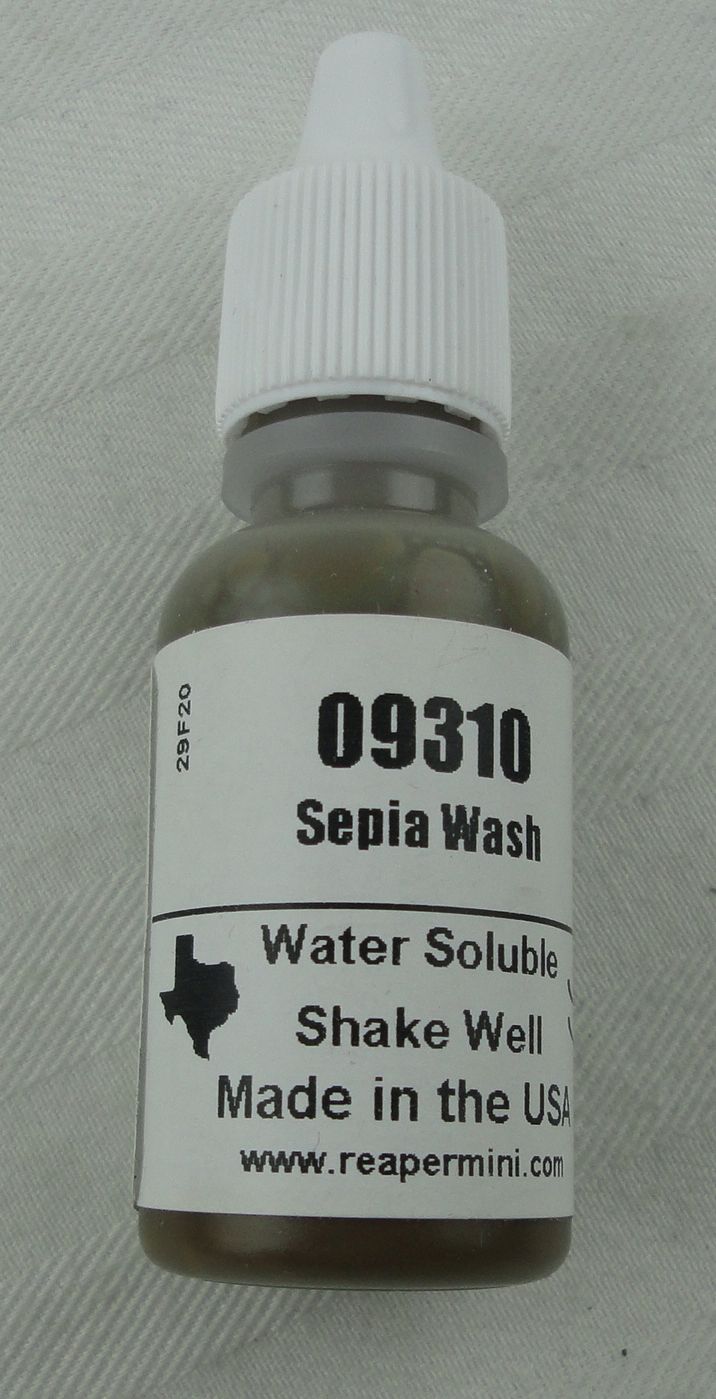 29F20
09310
Sepia Wash
Water Soluble
Shake Well
Made in the USA
www.reapermini.com